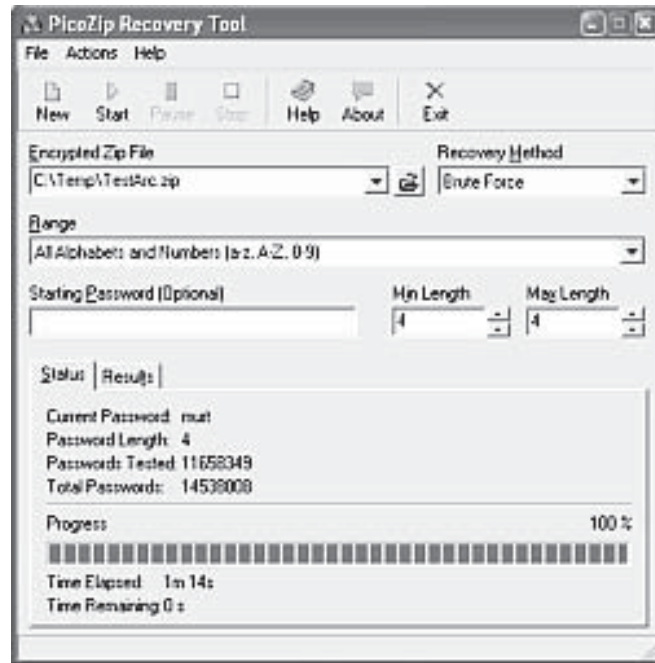 PicoZip Recovery Tool
File Actions Help
New Start Pause Stop Help About Exit
Encrypted Zip File Recovery Method
C:\Temp\TestArc.zip Brute Force
Range
All Alphabets and Numbers (a-z, A-Z, 0-9)
Starting Password (Optional) Min Length Max Length
4 4
Status Results
Current Password:
Password Length: 4
Passwords Tested: 11658349
Total Passwords: 14538008
Progress 100 %
Time Elapsed: 1m 14s
Time Remaining: 0 s